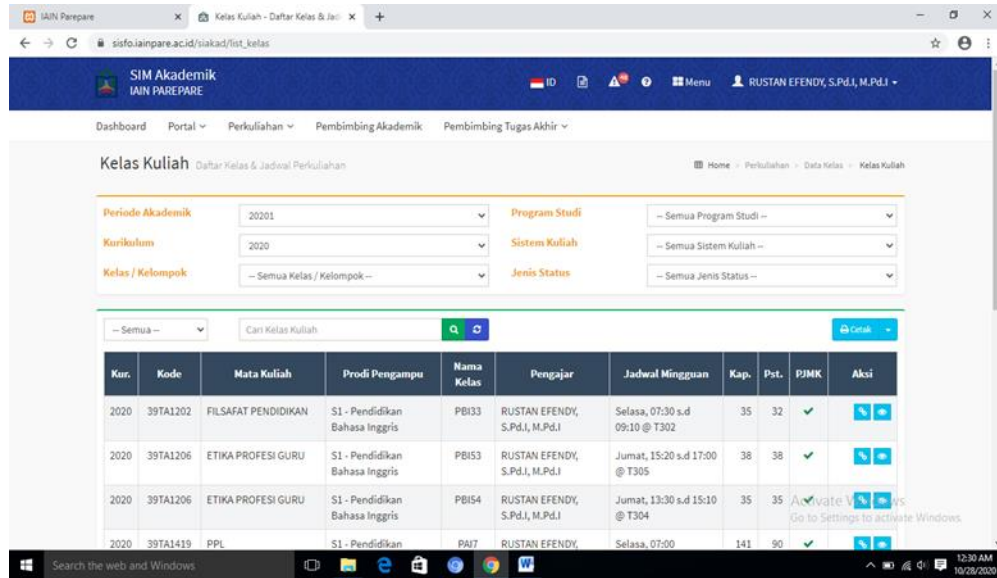 IAIN Parepare
Kelas Kuliah - Daftar Kelas & Jad
sisfo.iainpare.ac.id/siakad/list_kelas
SIM Akademik
IAIN PAREPARE
ID
Menu
RUSTAN EFENDY, S.Pd.I, M.Pd.I
Dashboard Portal Perkuliahan Pembimbing Akademik Pembimbing Tugas Akhir
Kelas Kuliah Daftar Kelas & Jadwal Perkuliahan
Home > Perkuliahan > Data Kelas > Kelas Kuliah
Periode Akademik 20201 Program Studi -- Semua Program Studi --
Kurikulum 2020 Sistem Kuliah -- Semua Sistem Kuliah --
Kelas / Kelompok -- Semua Kelas / Kelompok -- Jenis Status -- Semua Jenis Status --
-- Semua -- Cari Kelas Kuliah Cetak
Kur. Kode Mata Kuliah Prodi Pengampu Nama Kelas Pengajar Jadwal Mingguan Kap. Pst. PJMK Aksi
2020 39TA1202 FILSAFAT PENDIDIKAN S1 - Pendidikan PBI33 RUSTAN EFENDY, Selasa, 07:30 s.d 35 32
Bahasa Inggris S.Pd.I, M.Pd.I 09:10 @ T302
2020 39TA1206 ETIKA PROFESI GURU S1 - Pendidikan PBI53 RUSTAN EFENDY, Jumat, 15:20 s.d 17:00 38 38
Bahasa Inggris S.Pd.I, M.Pd.I @ T305
2020 39TA1206 ETIKA PROFESI GURU S1 - Pendidikan PBI54 RUSTAN EFENDY, Jumat, 13:30 s.d 15:10 35 35
Bahasa Inggris S.Pd.I, M.Pd.I @ T304
Activate Windows
Go to Settings to activate Windows.
2020 39TA1419 PPL S1 - Pendidikan PAI7 RUSTAN EFENDY, Selasa, 07:00 141 90
Search the web and Windows
12:30 AM
10/28/2020